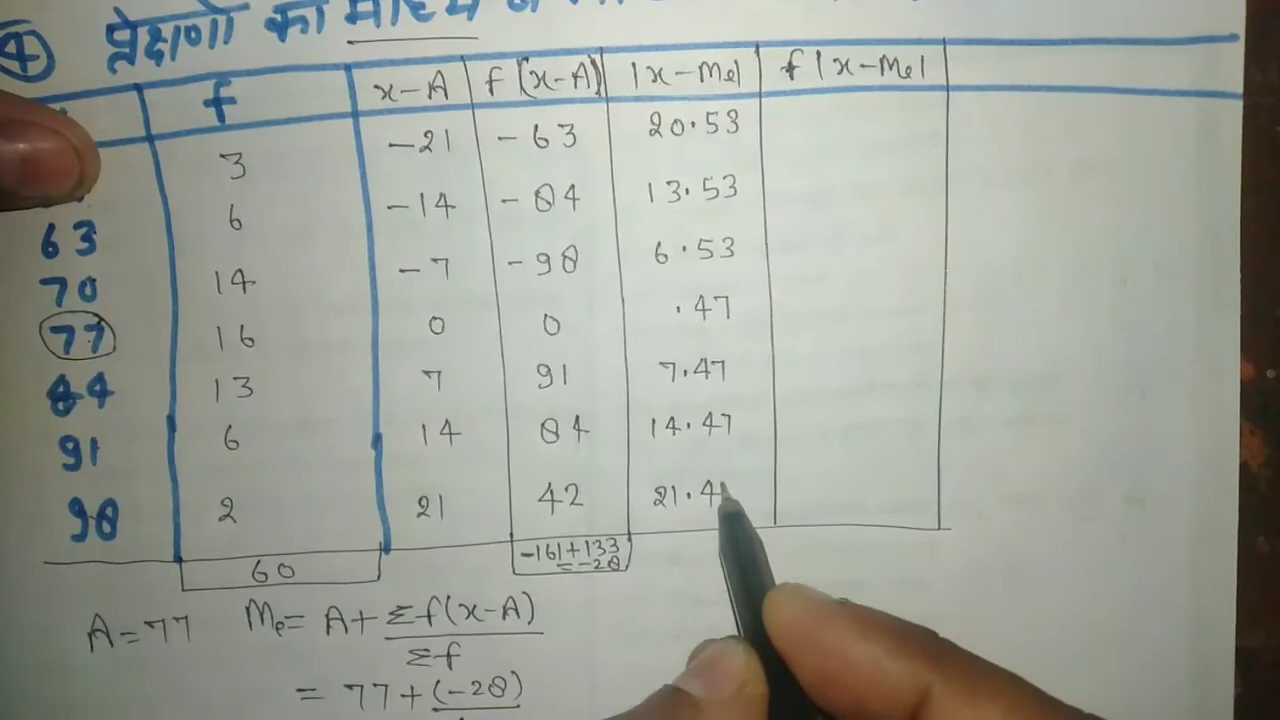 ④ प्रेक्षणो का माध्य
f x-A f(x-A) |x-Me| f|x-Me|
3 -21 -63 20.53
63 6 -14 -84 13.53
70 14 -7 -98 6.53
77 16 0 0 .47
84 13 7 91 7.47
91 6 14 84 14.47
98 2 21 42 21.4
60 -161+133
=-28
A=77 Me= A+ Σf(x-A)
Σf
= 77+(-28)